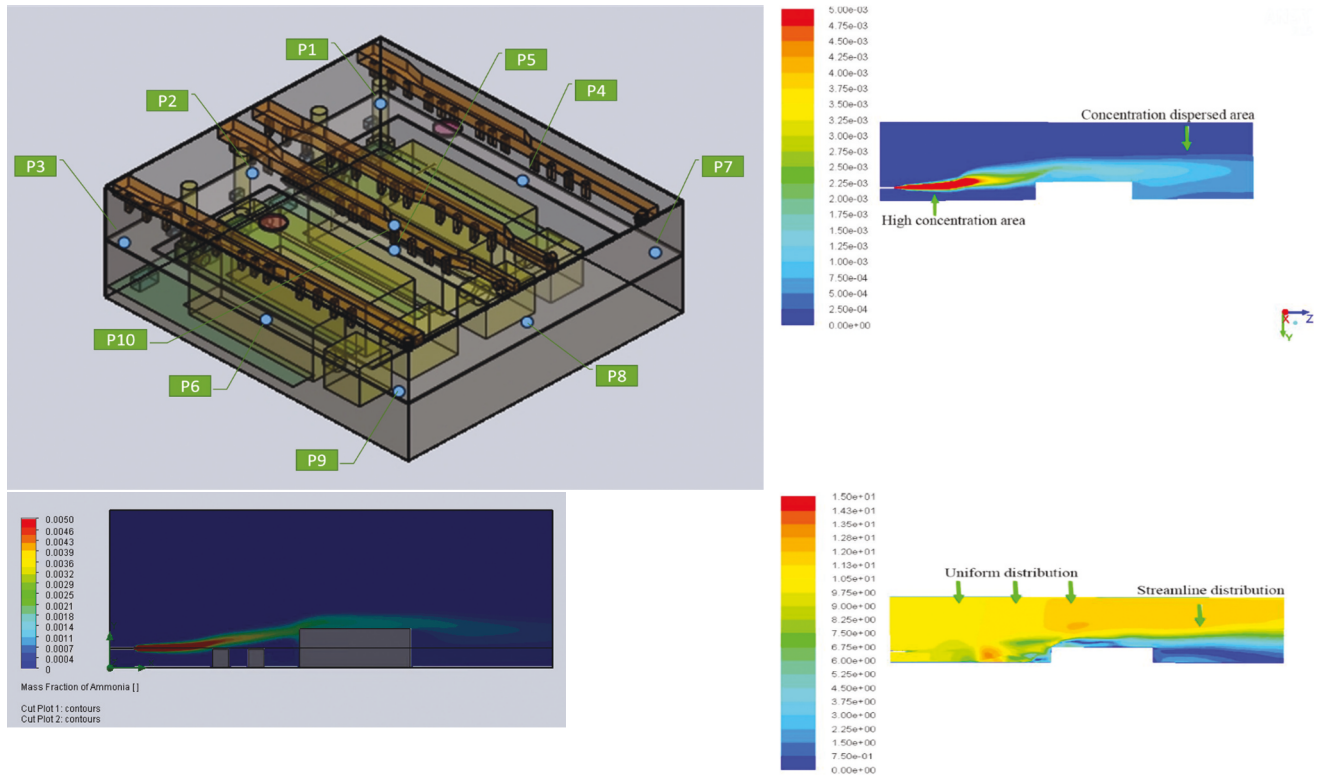 P1
P2
P3
P5
P4
P7
P10
P6
P8
P9
5.00e-03
4.75e-03
4.50e-03
4.25e-03
4.00e-03
3.75e-03
3.50e-03
3.25e-03
3.00e-03
2.75e-03
2.50e-03
2.25e-03
2.00e-03
1.75e-03
1.50e-03
1.25e-03
1.00e-03
7.50e-04
5.00e-04
2.50e-04
0.00e+00
Concentration dispersed area
High concentration area
X
Z
Y
0.0050
0.0046
0.0043
0.0039
0.0036
0.0032
0.0029
0.0025
0.0021
0.0018
0.0014
0.0011
0.0007
0.0004
0
Mass Fraction of Ammonia [ ]
Cut Plot 1: contours
Cut Plot 2: contours
1.50e+01
1.43e+01
1.35e+01
1.28e+01
1.20e+01
1.13e+01
1.05e+01
9.75e+00
9.00e+00
8.25e+00
7.50e+00
6.75e+00
6.00e+00
5.25e+00
4.50e+00
3.75e+00
3.00e+00
2.25e+00
1.50e+00
7.50e-01
0.00e+00
Uniform distribution
Streamline distribution